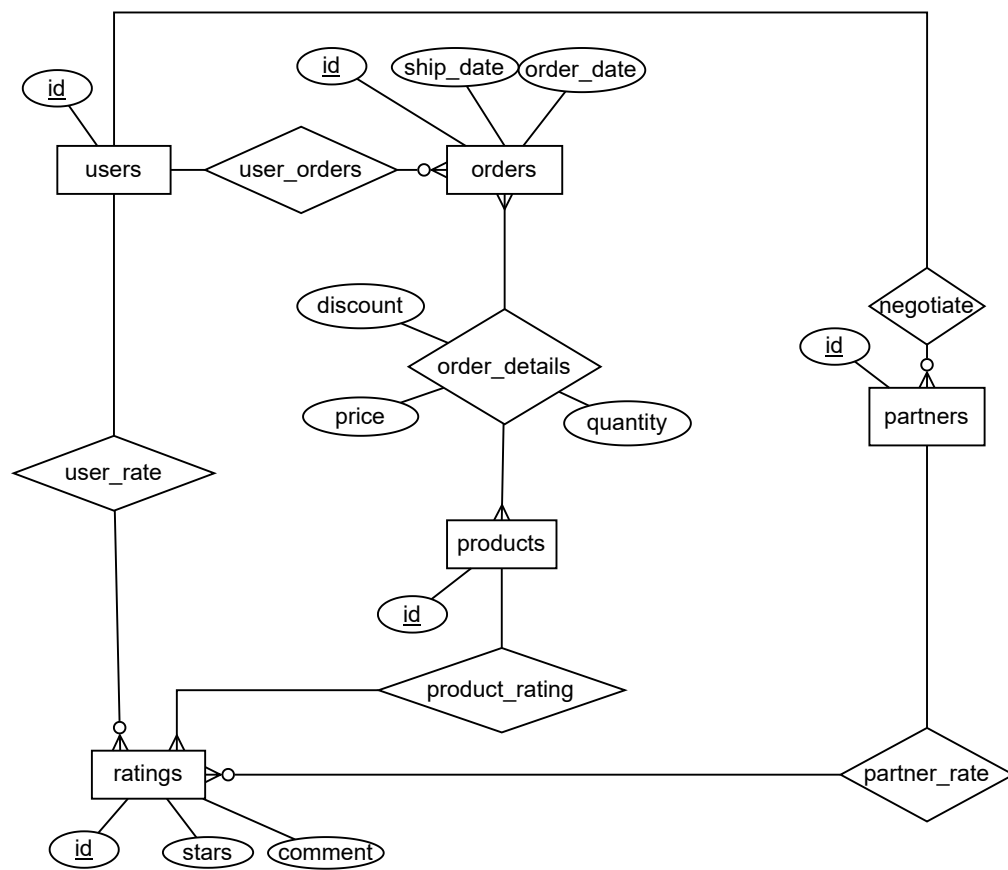 id
ship_date
order_date
id
users
user_orders
orders
discount
negotiate
id
order_details
price
quantity
partners
user_rate
products
id
product_rating
ratings
partner_rate
id
stars
comment